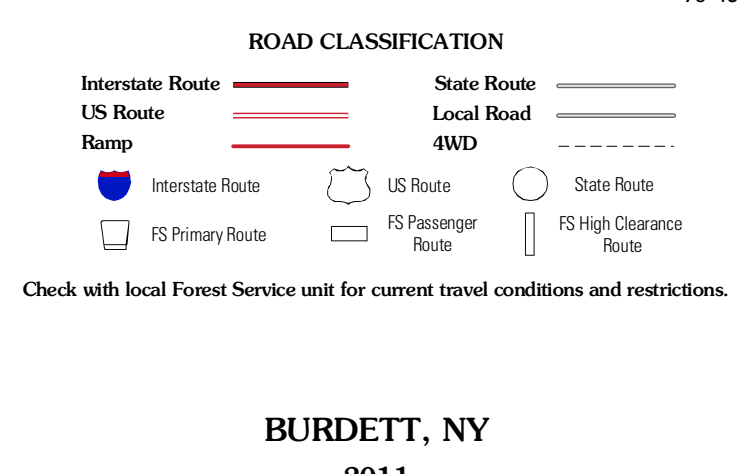 ROAD CLASSIFICATION
Interstate Route State Route
US Route Local Road
Ramp 4WD
Interstate Route US Route State Route
FS Primary Route FS Passenger Route FS High Clearance Route
Check with local Forest Service unit for current travel conditions and restrictions.
BURDETT, NY
2011